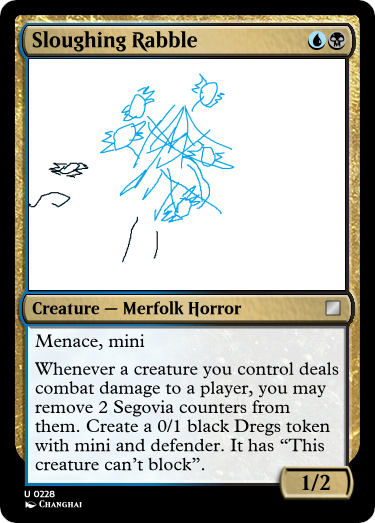 Sloughing Rabble
Creature — Merfolk Horror
Menace, mini
Whenever a creature you control deals
combat damage to a player, you may
remove 2 Segovia counters from
them. Create a 0/1 black Dregs token
with mini and defender. It has “This
creature can’t block”.
1/2
U 0228
Changhai